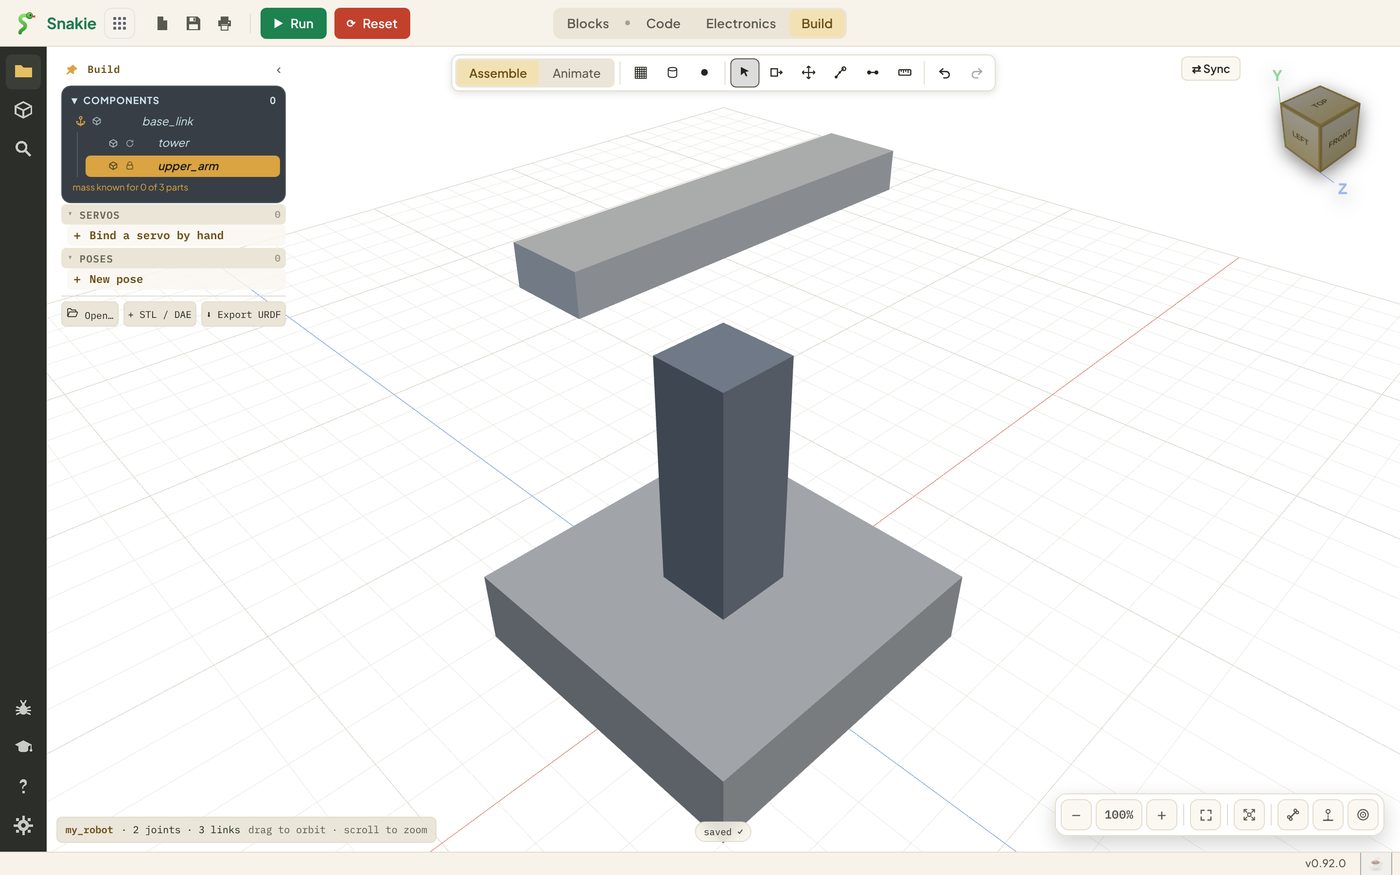 Snakie
Run
Reset
Blocks • Code Electronics Build
Build
Assemble Animate
Sync
Y
TOP
LEFT FRONT
Z
COMPONENTS 0
base_link
tower
upper_arm
mass known for 0 of 3 parts
SERVOS 0
+ Bind a servo by hand
POSES 0
+ New pose
Open… + STL / DAE Export URDF
my_robot · 2 joints · 3 links drag to orbit · scroll to zoom
saved ✓
− 100% +
v0.92.0